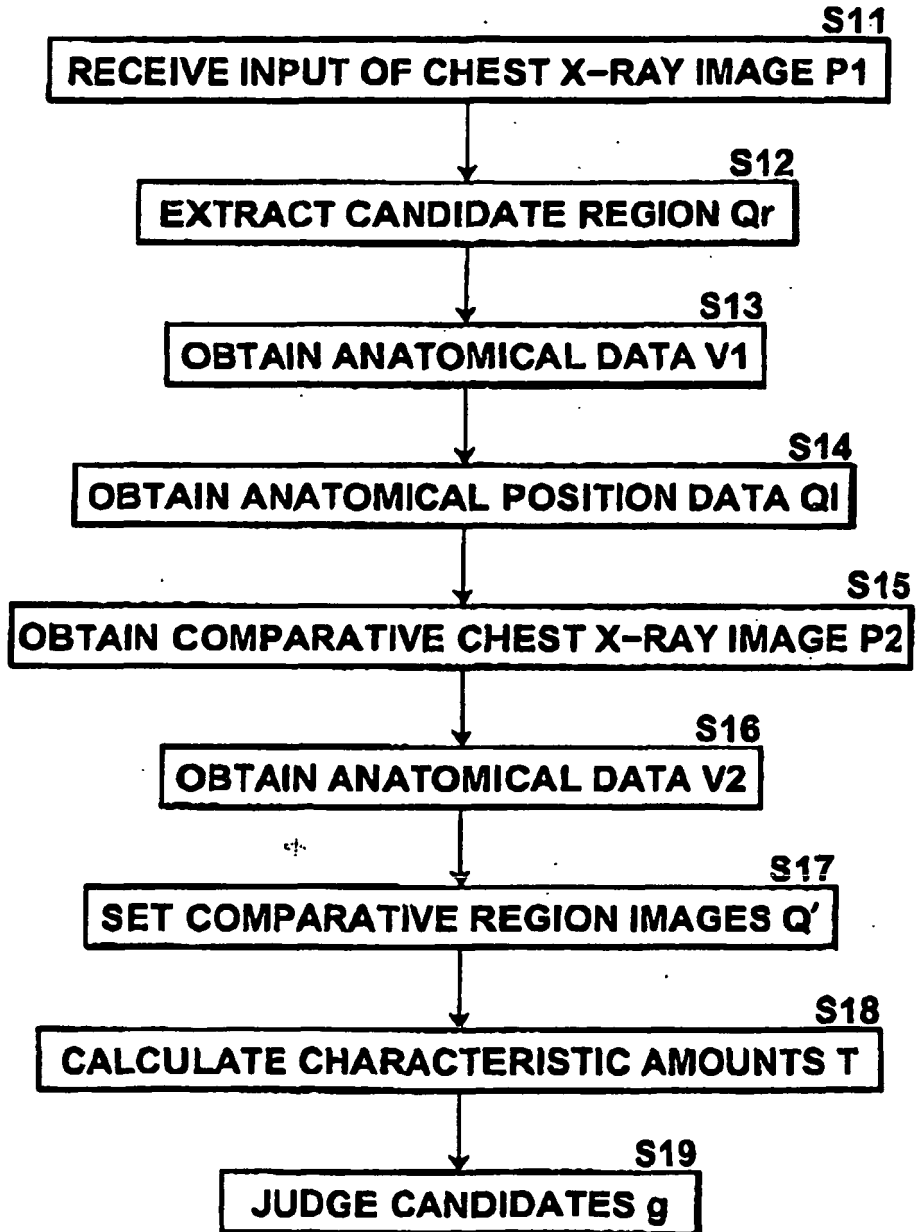 S11
RECEIVE INPUT OF CHEST X-RAY IMAGE P1
S12
EXTRACT CANDIDATE REGION Qr
S13
OBTAIN ANATOMICAL DATA V1
S14
OBTAIN ANATOMICAL POSITION DATA Ql
S15
OBTAIN COMPARATIVE CHEST X-RAY IMAGE P2
S16
OBTAIN ANATOMICAL DATA V2
S17
SET COMPARATIVE REGION IMAGES Q'
S18
CALCULATE CHARACTERISTIC AMOUNTS T
S19
JUDGE CANDIDATES g